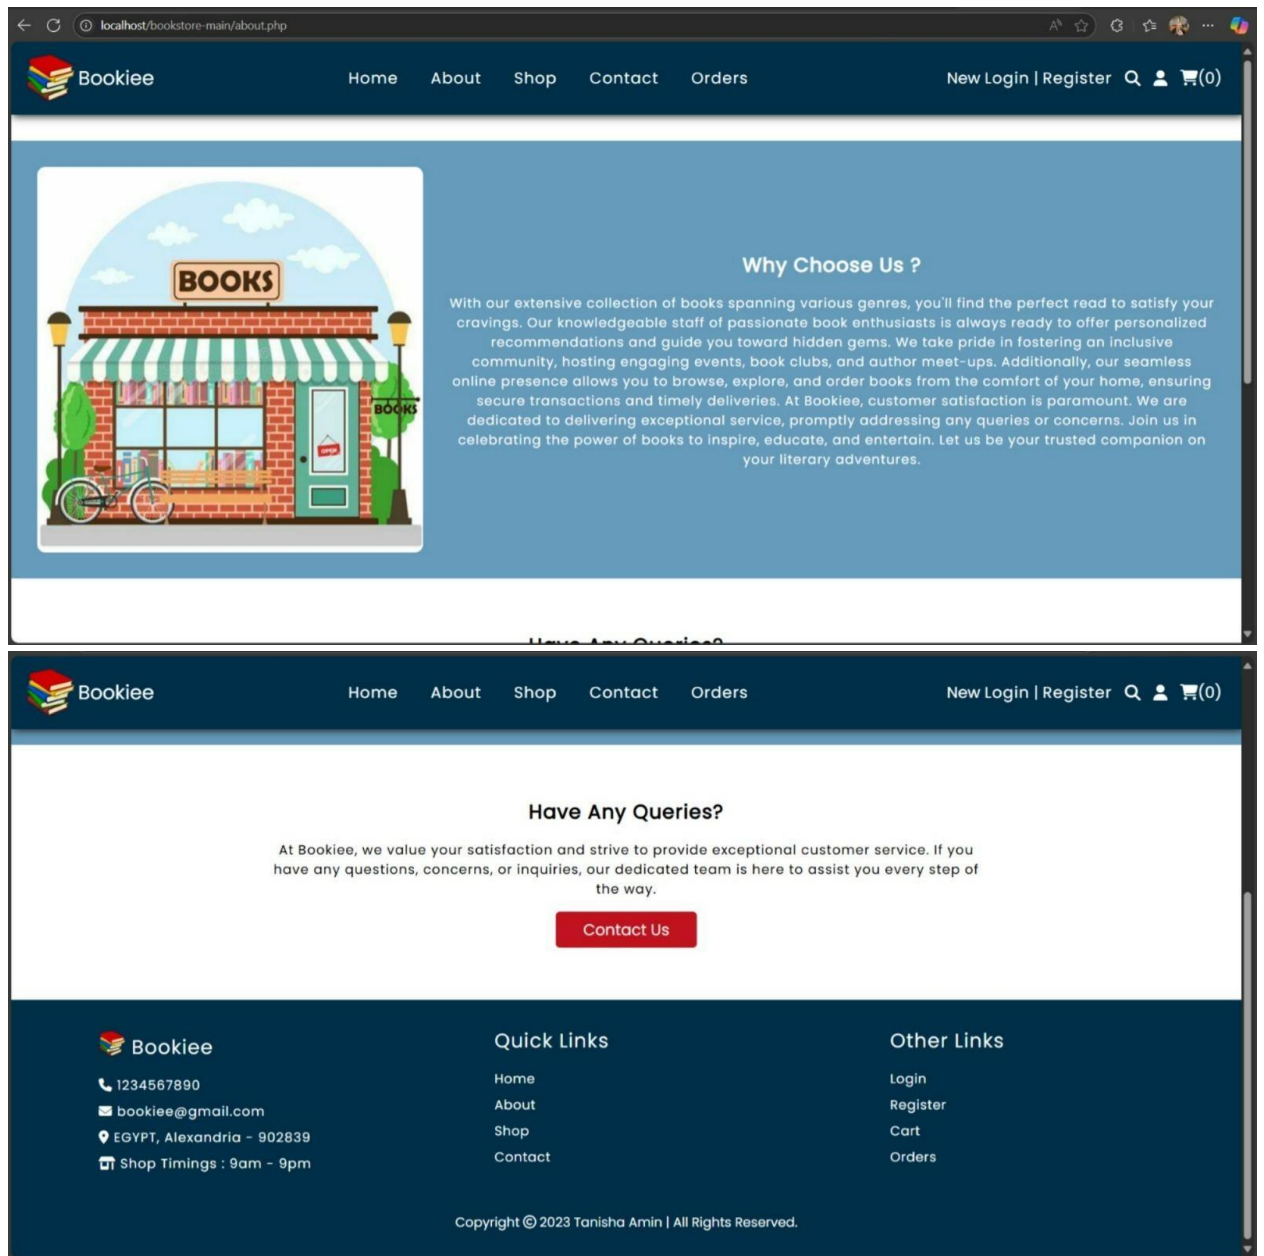 localhost/bookstore-main/about.php
Bookiee Home About Shop Contact Orders New Login | Register (0)
BOOKS
BOOKS
OPEN
Why Choose Us ?
With our extensive collection of books spanning various genres, you'll find the perfect read to satisfy your
cravings. Our knowledgeable staff of passionate book enthusiasts is always ready to offer personalized
recommendations and guide you toward hidden gems. We take pride in fostering an inclusive
community, hosting engaging events, book clubs, and author meet-ups. Additionally, our seamless
online presence allows you to browse, explore, and order books from the comfort of your home, ensuring
secure transactions and timely deliveries. At Bookiee, customer satisfaction is paramount. We are
dedicated to delivering exceptional service, promptly addressing any queries or concerns. Join us in
celebrating the power of books to inspire, educate, and entertain. Let us be your trusted companion on
your literary adventures.
Have Any Queries?
Bookiee Home About Shop Contact Orders New Login | Register (0)
Have Any Queries?
At Bookiee, we value your satisfaction and strive to provide exceptional customer service. If you
have any questions, concerns, or inquiries, our dedicated team is here to assist you every step of
the way.
Contact Us
Bookiee
1234567890
bookiee@gmail.com
EGYPT, Alexandria - 902839
Shop Timings : 9am - 9pm
Quick Links
Home
About
Shop
Contact
Other Links
Login
Register
Cart
Orders
Copyright © 2023 Tanisha Amin | All Rights Reserved.